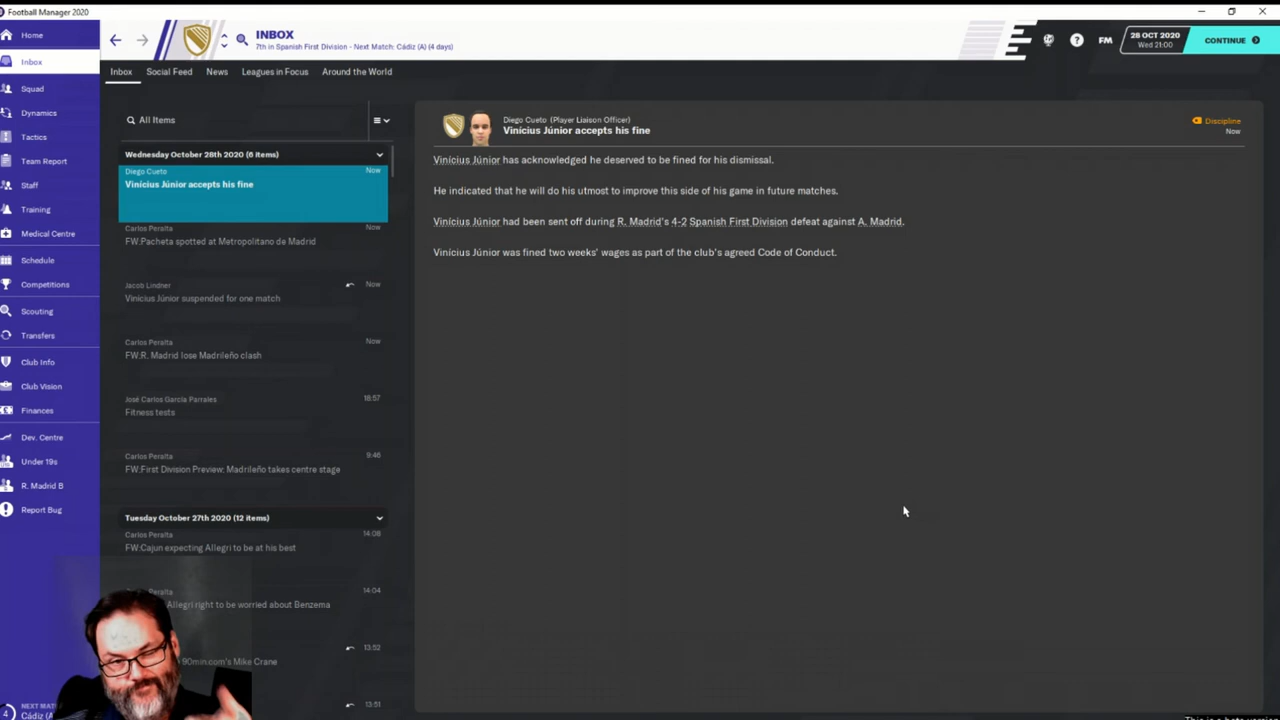 Football Manager 2020
Home
Inbox
Squad
Dynamics
Tactics
Team Report
Staff
Training
Medical Centre
Schedule
Competitions
Scouting
Transfers
Club Info
Club Vision
Finances
Dev. Centre
Under 19s
R. Madrid B
Report Bug
NEXT MAT
Cádiz (A)
4
INBOX
7th in Spanish First Division - Next Match: Cádiz (A) (4 days)
FM
28 OCT 2020
Wed 21:00
CONTINUE
Inbox Social Feed News Leagues in Focus Around the World
All Items
Wednesday October 28th 2020 (6 items)
Diego Cueto Now
Vinícius Júnior accepts his fine
Carlos Peralta Now
FW:Pacheta spotted at Metropolitano de Madrid
Jacob Lindner Now
Vinícius Júnior suspended for one match
Carlos Peralta Now
FW:R. Madrid lose Madrileño clash
José Carlos García Parrales 18:57
Fitness tests
Carlos Peralta 9:46
FW:First Division Preview: Madrileño takes centre stage
Tuesday October 27th 2020 (12 items)
Carlos Peralta 14:08
FW:Cajun expecting Allegri to be at his best
Peralta 14:04
Allegri right to be worried about Benzema
13:52
90min.com's Mike Crane
13:51
Diego Cueto (Player Liaison Officer)
Vinícius Júnior accepts his fine
Discipline
Now
Vinícius Júnior has acknowledged he deserved to be fined for his dismissal.
He indicated that he will do his utmost to improve this side of his game in future matches.
Vinícius Júnior had been sent off during R. Madrid's 4-2 Spanish First Division defeat against A. Madrid.
Vinícius Júnior was fined two weeks' wages as part of the club's agreed Code of Conduct.